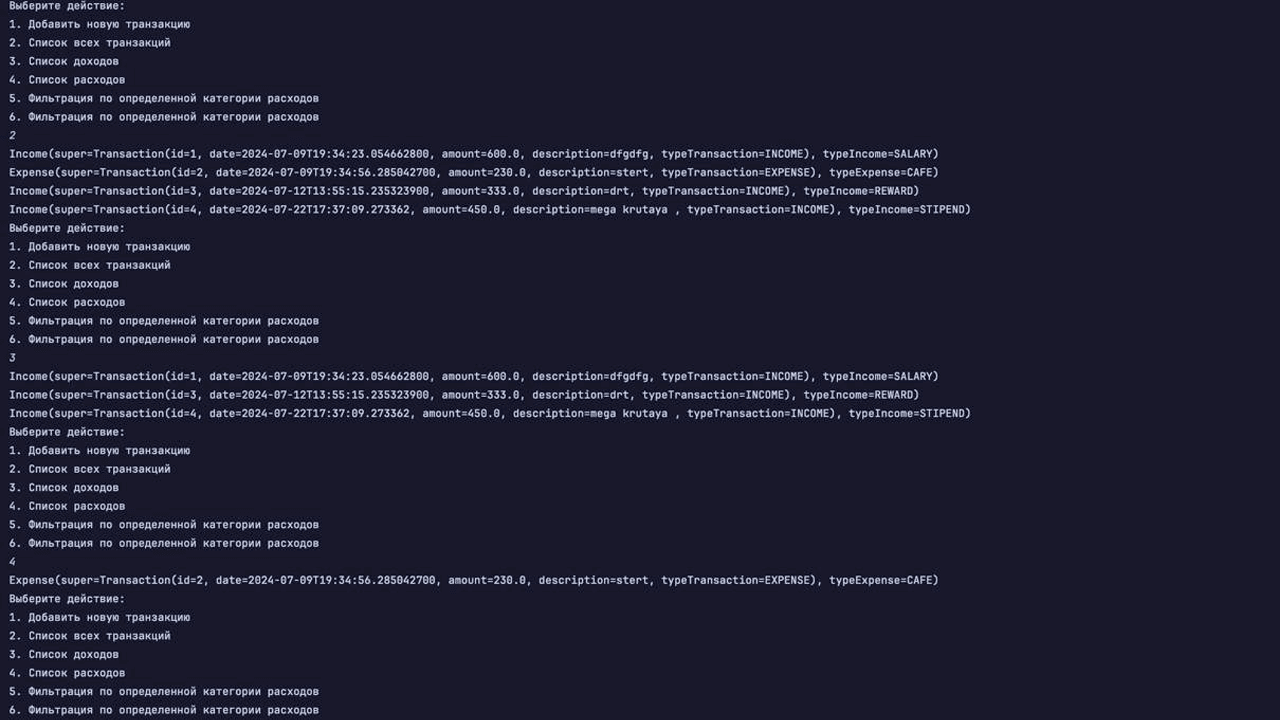 Выберите действие:
1. Добавить новую транзакцию
2. Список всех транзакций
3. Список доходов
4. Список расходов
5. Фильтрация по определенной категории расходов
6. Фильтрация по определенной категории расходов
2
Income(super=Transaction(id=1, date=2024-07-09T19:34:23.054662800, amount=600.0, description=dfgdfg, typeTransaction=INCOME), typeIncome=SALARY)
Expense(super=Transaction(id=2, date=2024-07-09T19:34:56.285042700, amount=230.0, description=stert, typeTransaction=EXPENSE), typeExpense=CAFE)
Income(super=Transaction(id=3, date=2024-07-12T13:55:15.235323900, amount=333.0, description=drt, typeTransaction=INCOME), typeIncome=REWARD)
Income(super=Transaction(id=4, date=2024-07-22T17:37:09.273362, amount=450.0, description=mega krutaya , typeTransaction=INCOME), typeIncome=STIPEND)
Выберите действие:
1. Добавить новую транзакцию
2. Список всех транзакций
3. Список доходов
4. Список расходов
5. Фильтрация по определенной категории расходов
6. Фильтрация по определенной категории расходов
3
Income(super=Transaction(id=1, date=2024-07-09T19:34:23.054662800, amount=600.0, description=dfgdfg, typeTransaction=INCOME), typeIncome=SALARY)
Income(super=Transaction(id=3, date=2024-07-12T13:55:15.235323900, amount=333.0, description=drt, typeTransaction=INCOME), typeIncome=REWARD)
Income(super=Transaction(id=4, date=2024-07-22T17:37:09.273362, amount=450.0, description=mega krutaya , typeTransaction=INCOME), typeIncome=STIPEND)
Выберите действие:
1. Добавить новую транзакцию
2. Список всех транзакций
3. Список доходов
4. Список расходов
5. Фильтрация по определенной категории расходов
6. Фильтрация по определенной категории расходов
4
Expense(super=Transaction(id=2, date=2024-07-09T19:34:56.285042700, amount=230.0, description=stert, typeTransaction=EXPENSE), typeExpense=CAFE)
Выберите действие:
1. Добавить новую транзакцию
2. Список всех транзакций
3. Список доходов
4. Список расходов
5. Фильтрация по определенной категории расходов
6. Фильтрация по определенной категории расходов